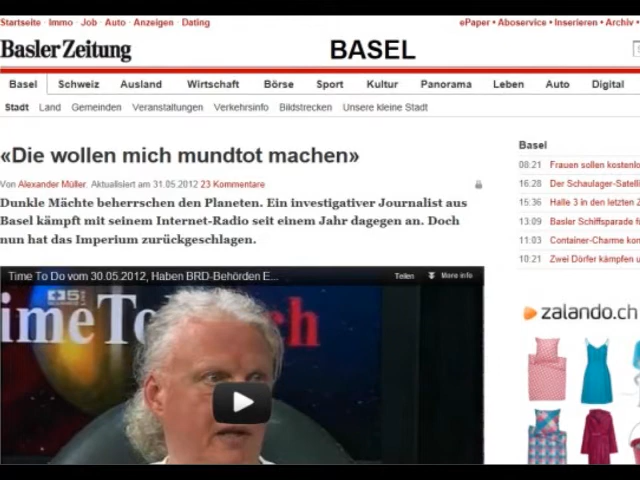 Startseite · Immo · Job · Auto · Anzeigen · Dating
ePaper · Aboservice · Inserieren · Archiv
Basler Zeitung
BASEL
Basel Schweiz Ausland Wirtschaft Börse Sport Kultur Panorama Leben Auto Digital
Stadt Land Gemeinden Veranstaltungen Verkehrsinfo Bildstrecken Unsere kleine Stadt
«Die wollen mich mundtot machen»
Von Alexander Müller. Aktualisiert am 31.05.2012 23 Kommentare
Dunkle Mächte beherrschen den Planeten. Ein investigativer Journalist aus
Basel kämpft mit seinem Internet-Radio seit einem Jahr dagegen an. Doch
nun hat das Imperium zurückgeschlagen.
Time To Do vom 30.05.2012, Haben BRD-Behörden E...
Teilen
More info
Basel
08:21 Frauen sollen kostenlo
16:28 Der Schaulager-Satelli
15:36 Halle 3 in den letzten Z
13:09 Basler Schiffsparade f
11:03 Container-Charme kon
10:21 Zwei Dörfer kämpfen u
zalando.ch